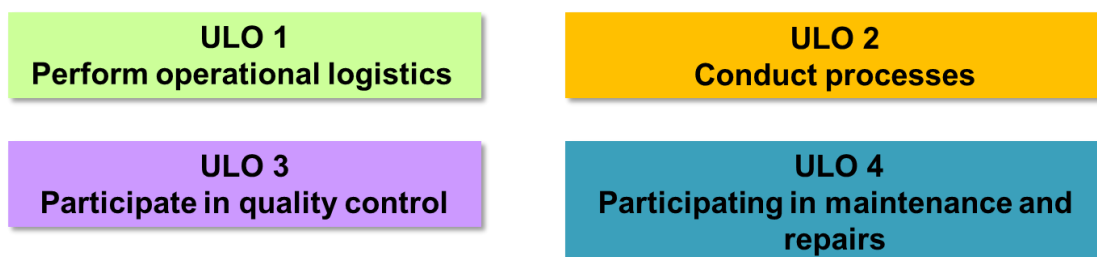 ULO 1
Perform operational logistics
ULO 2
Conduct processes
ULO 3
Participate in quality control
ULO 4
Participating in maintenance and
repairs